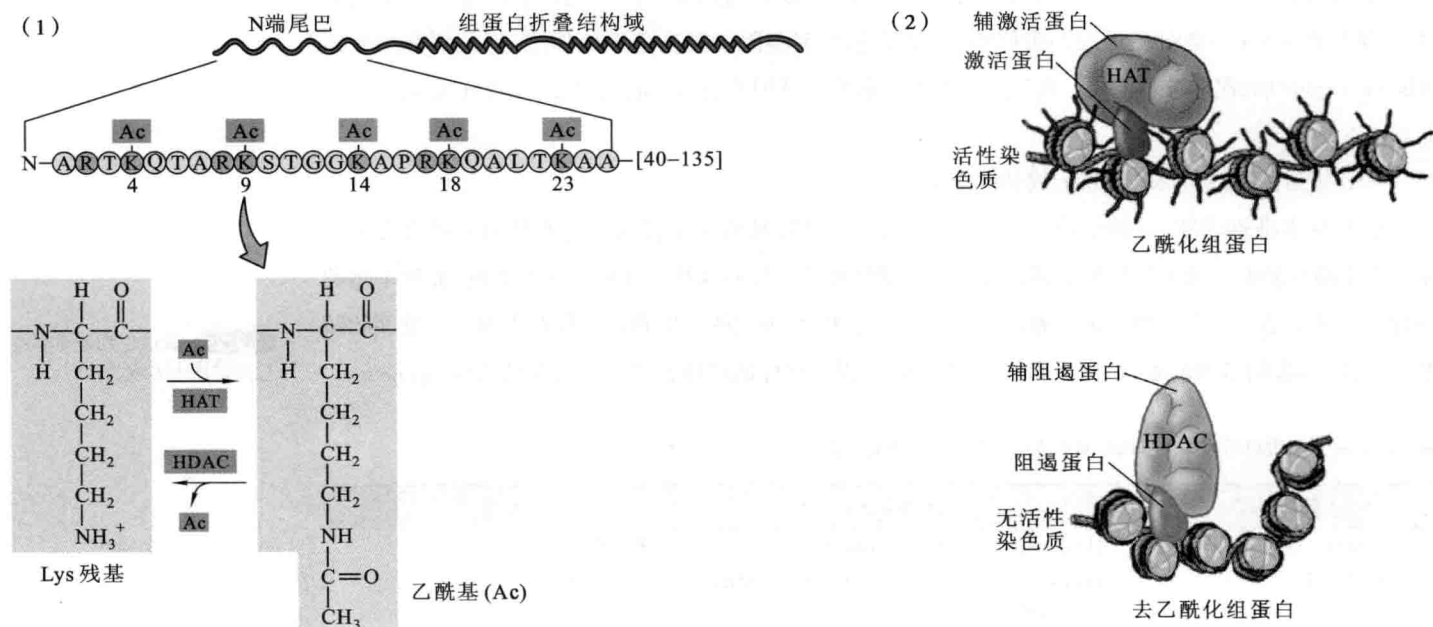 (1)
N端尾巴
组蛋白折叠结构域
Ac Ac Ac Ac Ac
N-ARTKQTARKSTGGKAPRKQALTKAA-[40-135]
4 9 14 18 23
H O
N C C
H CH₂
CH₂
CH₂
CH₂
NH₃⁺
Lys 残基
Ac
HAT
HDAC
Ac
H O
N C C
H CH₂
CH₂
CH₂
CH₂
NH
C=O
CH₃
乙酰基(Ac)
(2)
辅激活蛋白
激活蛋白
HAT
活性染
色质
乙酰化组蛋白
辅阻遏蛋白
HDAC
阻遏蛋白
无活性
染色质
去乙酰化组蛋白